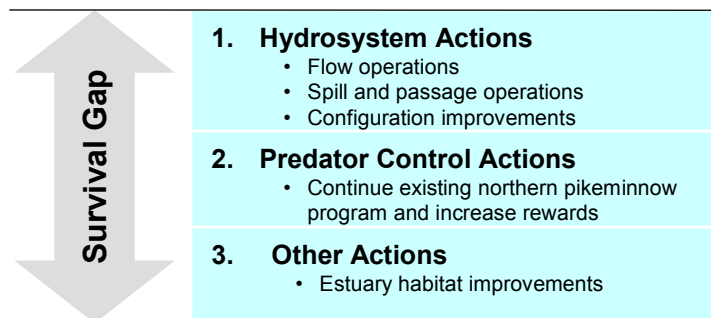 Survival Gap
1. Hydrosystem Actions
• Flow operations
• Spill and passage operations
• Configuration improvements
2. Predator Control Actions
• Continue existing northern pikeminnow
program and increase rewards
3. Other Actions
• Estuary habitat improvements